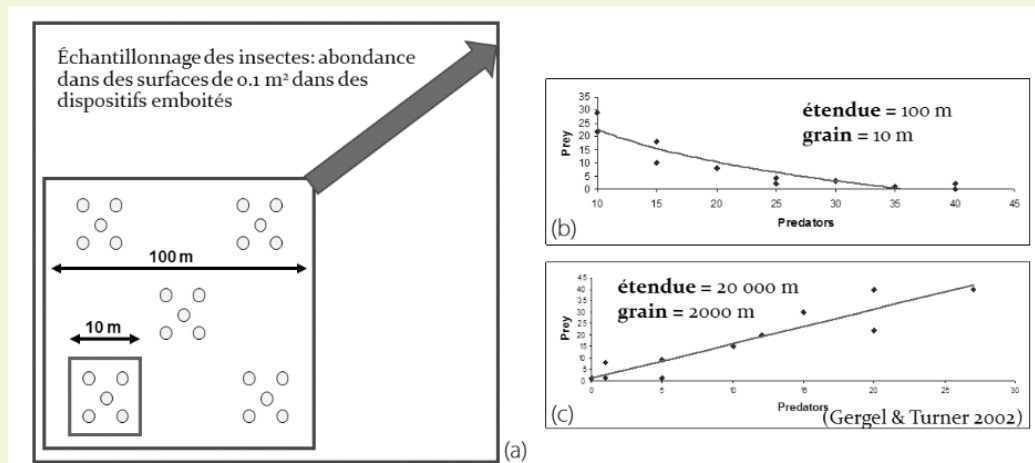 Échantillonnage des insectes: abondance
dans des surfaces de 0.1 m² dans des
dispositifs emboités
100 m
10 m
(a)
étendue = 100 m
grain = 10 m
Prey
35
30
25
20
15
10
5
0
10 15 20 25 30 35 40 45
Predators
(b)
étendue = 20 000 m
grain = 2000 m
Prey
45
40
35
30
25
20
15
10
5
0
0 5 10 15 20 25 30
Predators
(Gergel & Turner 2002)
(c)